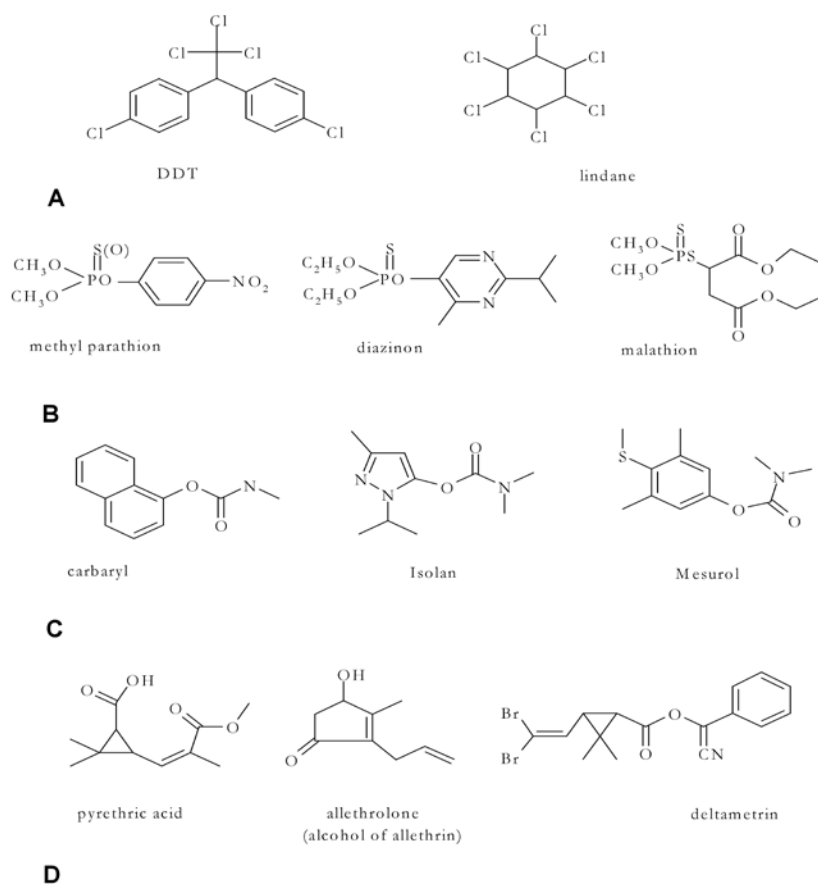 Cl
Cl
Cl
Cl
Cl
DDT
Cl
Cl
Cl
Cl
Cl
Cl
lindane
A
S(O)
CH3O
CH3O
P
O
NO2
methyl parathion
S
C2H5O
C2H5O
P
O
N
N
diazinon
S
CH3O
CH3O
PS
O
O
O
O
malathion
B
O
O
N
carbaryl
N
N
O
O
N
Isolan
S
O
N
O
Mesurol
C
O
OH
O
O
pyrethric acid
OH
O
allethrolone
(alcohol of allethrin)
Br
Br
O
O
CN
deltametrin
D